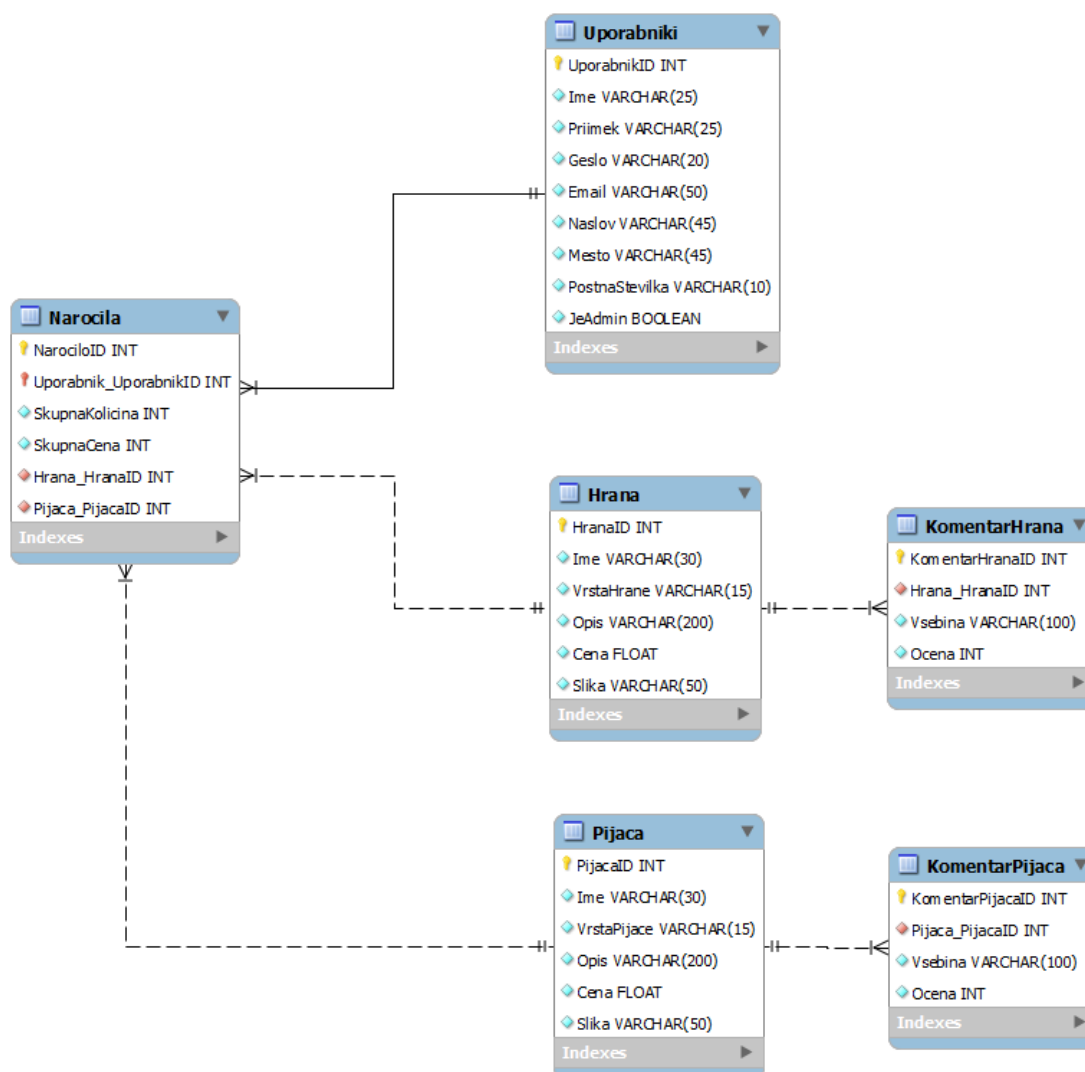 Uporabniki
UporabnikID INT
Ime VARCHAR(25)
Priimek VARCHAR(25)
Geslo VARCHAR(20)
Email VARCHAR(50)
Naslov VARCHAR(45)
Mesto VARCHAR(45)
PostnaStevilka VARCHAR(10)
JeAdmin BOOLEAN
Indexes
Narocila
NarociloID INT
Uporabnik_UporabnikID INT
SkupnaKolicina INT
SkupnaCena INT
Hrana_HranaID INT
Pijaca_PijacaID INT
Indexes
Hrana
HranaID INT
Ime VARCHAR(30)
VrstaHrane VARCHAR(15)
Opis VARCHAR(200)
Cena FLOAT
Slika VARCHAR(50)
Indexes
KomentarHrana
KomentarHranaID INT
Hrana_HranaID INT
Vsebina VARCHAR(100)
Ocena INT
Indexes
Pijaca
PijacaID INT
Ime VARCHAR(30)
VrstaPijace VARCHAR(15)
Opis VARCHAR(200)
Cena FLOAT
Slika VARCHAR(50)
Indexes
KomentarPijaca
KomentarPijacaID INT
Pijaca_PijacaID INT
Vsebina VARCHAR(100)
Ocena INT
Indexes